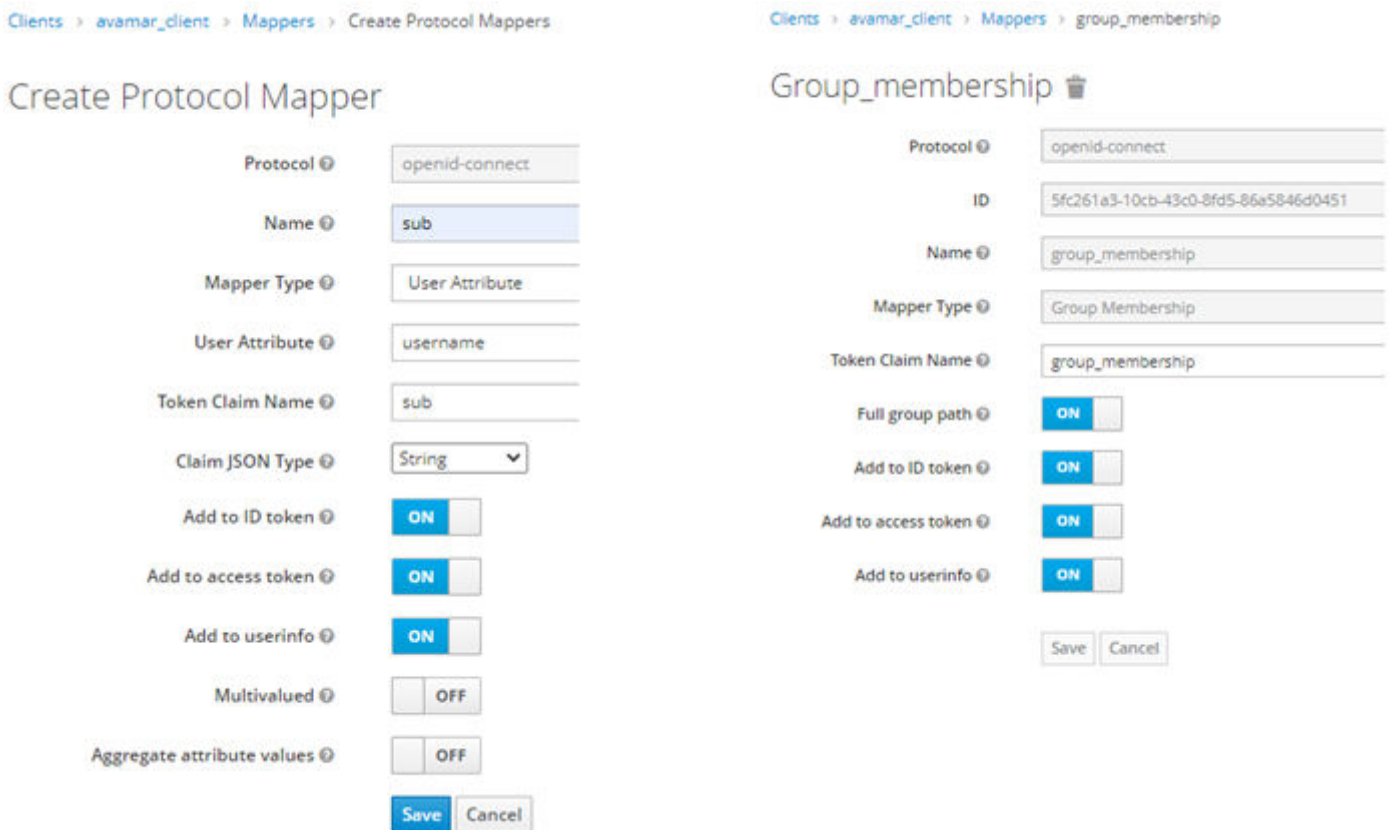 Clients > avamar_client > Mappers > Create Protocol Mappers
Create Protocol Mapper
Protocol
openid-connect
Name
sub
Mapper Type
User Attribute
User Attribute
username
Token Claim Name
sub
Claim JSON Type
String
Add to ID token
ON
Add to access token
ON
Add to userinfo
ON
Multivalued
OFF
Aggregate attribute values
OFF
Save
Cancel
Clients > avamar_client > Mappers > group_membership
Group_membership
Protocol
openid-connect
ID
5fc261a3-10cb-43c0-8fd5-86a5846d0451
Name
group_membership
Mapper Type
Group Membership
Token Claim Name
group_membership
Full group path
ON
Add to ID token
ON
Add to access token
ON
Add to userinfo
ON
Save
Cancel